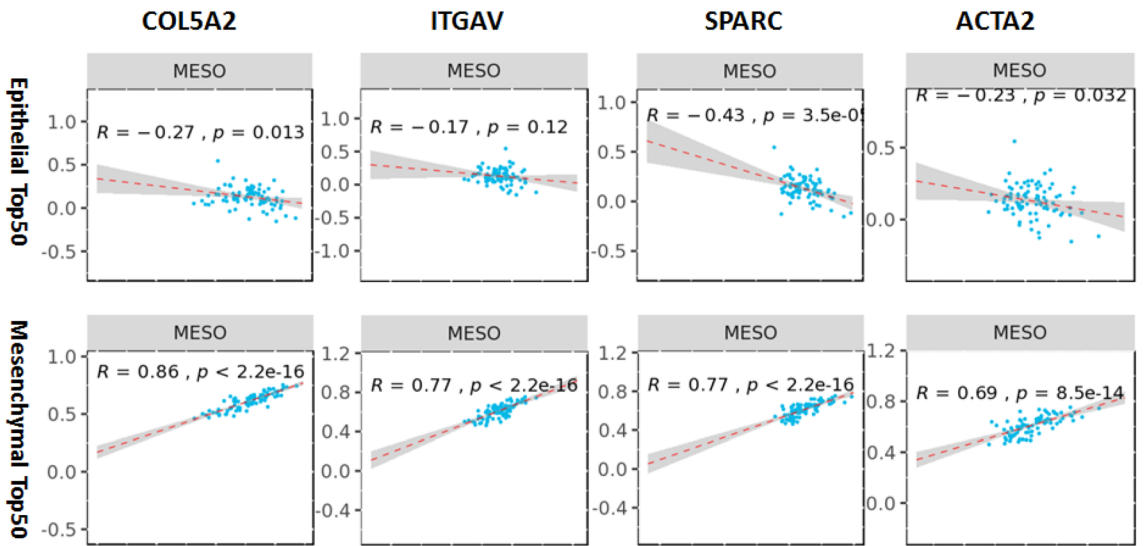 COL5A2 ITGAV SPARC ACTA2
Epithelial Top50
MESO MESO MESO MESO
R = −0.27 , p = 0.013
1.0
0.5
0.0
-0.5
R = −0.17 , p = 0.12
1.0
0.5
0.0
-0.5
-1.0
R = −0.43 , p = 3.5e-05
1.0
0.5
0.0
-0.5
R = −0.23 , p = 0.032
0.5
0.0
Mesenchymal Top50
MESO MESO MESO MESO
R = 0.86 , p < 2.2e-16
1.0
0.5
0.0
-0.5
R = 0.77 , p < 2.2e-16
1.2
0.8
0.4
0.0
-0.4
R = 0.77 , p < 2.2e-16
1.2
0.8
0.4
0.0
-0.4
R = 0.69 , p = 8.5e-14
1.2
0.8
0.4
0.0